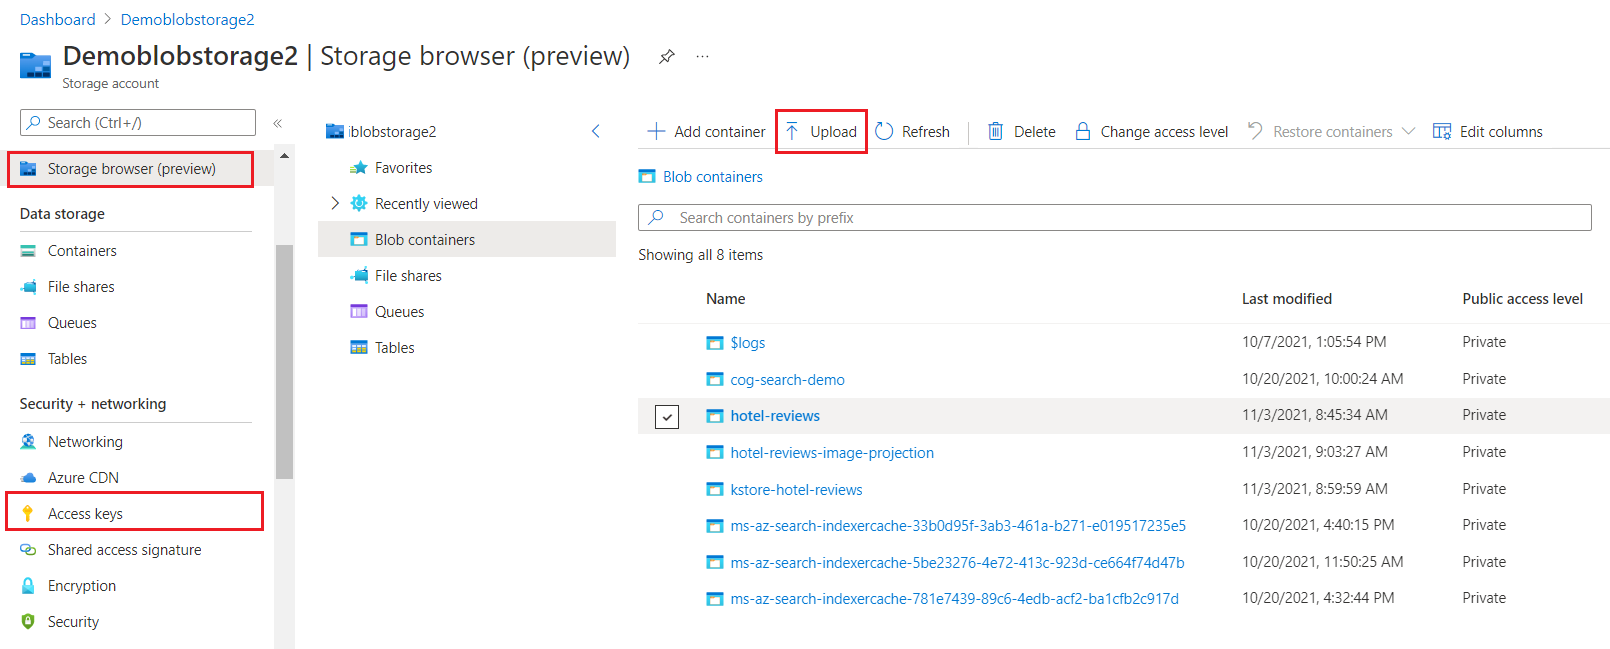 Dashboard > Demoblobstorage2
Demoblobstorage2 | Storage browser (preview) ...
Storage account
Search (Ctrl+/)
«
Storage browser (preview)
Data storage
Containers
File shares
Queues
Tables
Security + networking
Networking
Azure CDN
Access keys
Shared access signature
Encryption
Security
blobstorage2
Favorites
Recently viewed
Blob containers
File shares
Queues
Tables
Add container Upload Refresh Delete Change access level Restore containers Edit columns
Blob containers
Search containers by prefix
Showing all 8 items
Name Last modified Public access level
$logs 10/7/2021, 1:05:54 PM Private
cog-search-demo 10/20/2021, 10:00:24 AM Private
hotel-reviews 11/3/2021, 8:45:34 AM Private
hotel-reviews-image-projection 11/3/2021, 9:03:27 AM Private
kstore-hotel-reviews 11/3/2021, 8:59:59 AM Private
ms-az-search-indexercache-33b0d95f-3ab3-461a-b271-e019517235e5 10/20/2021, 4:40:15 PM Private
ms-az-search-indexercache-5be23276-4e72-413c-923d-ce664f74d47b 10/20/2021, 11:50:25 AM Private
ms-az-search-indexercache-781e7439-89c6-4edb-acf2-ba1cfb2c917d 10/20/2021, 4:32:44 PM Private